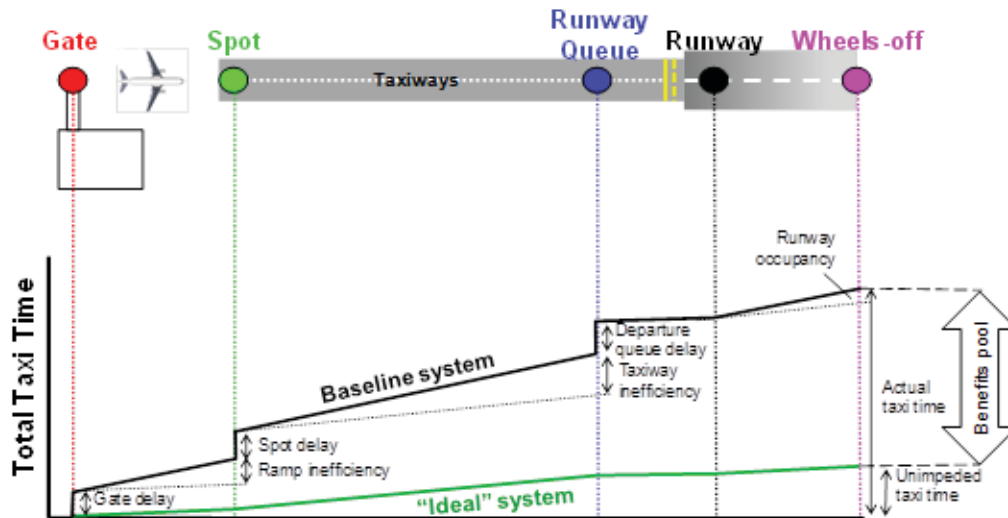 Gate
Spot
Runway
Queue
Runway
Wheels-off
Taxiways
Total Taxi Time
Runway
occupancy
Baseline system
Departure
queue delay
Taxiway
inefficiency
Actual
taxi time
Benefits pool
Spot delay
Ramp inefficiency
Gate delay
"Ideal" system
Unimpeded
taxi time